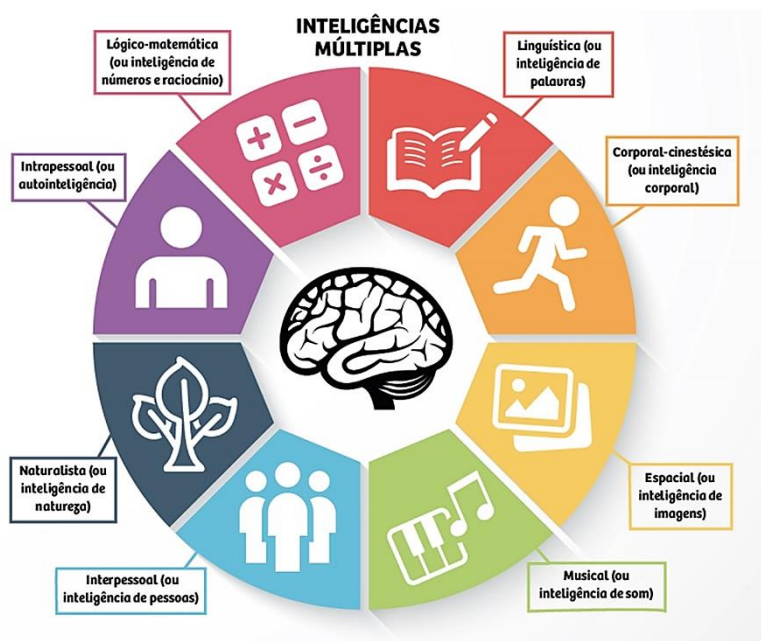 INTELIGÊNCIAS
MÚLTIPLAS
Lógico-matemática
(ou inteligência de
números e raciocínio)
Linguística (ou
inteligência de
palavras)
Intrapessoal (ou
autointeligência)
Corporal-cinestésica
(ou inteligência
corporal)
Naturalista (ou
inteligência de
natureza)
Espacial (ou
inteligência de
imagens)
Interpessoal (ou
inteligência de pessoas)
Musical (ou
inteligência de som)